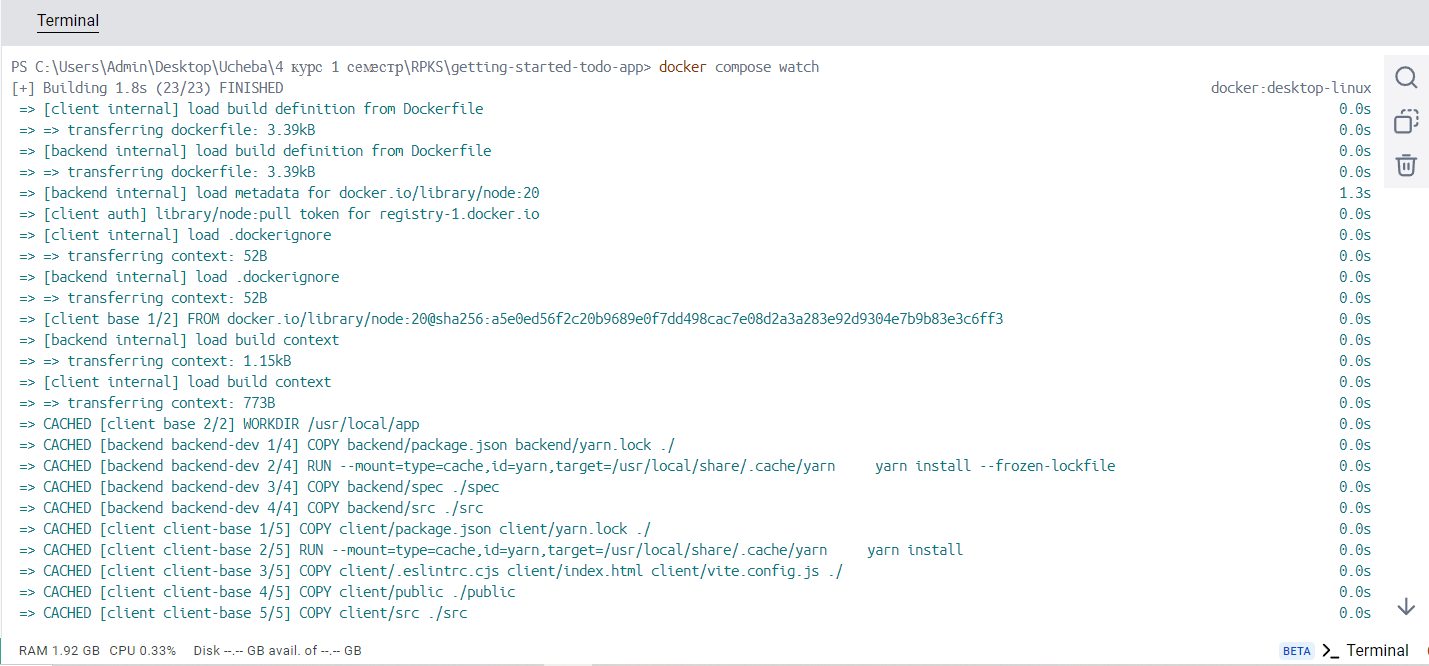 Terminal
PS C:\Users\Admin\Desktop\Ucheba\4 курс 1 семестр\RPKS\getting-started-todo-app> docker compose watch
[+] Building 1.8s (23/23) FINISHED docker:desktop-linux
=> [client internal] load build definition from Dockerfile 0.0s
=> => transferring dockerfile: 3.39kB 0.0s
=> [backend internal] load build definition from Dockerfile 0.0s
=> => transferring dockerfile: 3.39kB 0.0s
=> [backend internal] load metadata for docker.io/library/node:20 1.3s
=> [client auth] library/node:pull token for registry-1.docker.io 0.0s
=> [client internal] load .dockerignore 0.0s
=> => transferring context: 52B 0.0s
=> [backend internal] load .dockerignore 0.0s
=> => transferring context: 52B 0.0s
=> [client base 1/2] FROM docker.io/library/node:20@sha256:a5e0ed56f2c20b9689e0f7dd498cac7e08d2a3a283e92d9304e7b9b83e3c6ff3 0.0s
=> [backend internal] load build context 0.0s
=> => transferring context: 1.15kB 0.0s
=> [client internal] load build context 0.0s
=> => transferring context: 773B 0.0s
=> CACHED [client base 2/2] WORKDIR /usr/local/app 0.0s
=> CACHED [backend backend-dev 1/4] COPY backend/package.json backend/yarn.lock ./ 0.0s
=> CACHED [backend backend-dev 2/4] RUN --mount=type=cache,id=yarn,target=/usr/local/share/.cache/yarn     yarn install --frozen-lockfile 0.0s
=> CACHED [backend backend-dev 3/4] COPY backend/spec ./spec 0.0s
=> CACHED [backend backend-dev 4/4] COPY backend/src ./src 0.0s
=> CACHED [client client-base 1/5] COPY client/package.json client/yarn.lock ./ 0.0s
=> CACHED [client client-base 2/5] RUN --mount=type=cache,id=yarn,target=/usr/local/share/.cache/yarn     yarn install 0.0s
=> CACHED [client client-base 3/5] COPY client/.eslintrc.cjs client/index.html client/vite.config.js ./ 0.0s
=> CACHED [client client-base 4/5] COPY client/public ./public 0.0s
=> CACHED [client client-base 5/5] COPY client/src ./src 0.0s
RAM 1.92 GB CPU 0.33% Disk --.-- GB avail. of --.-- GB BETA Terminal